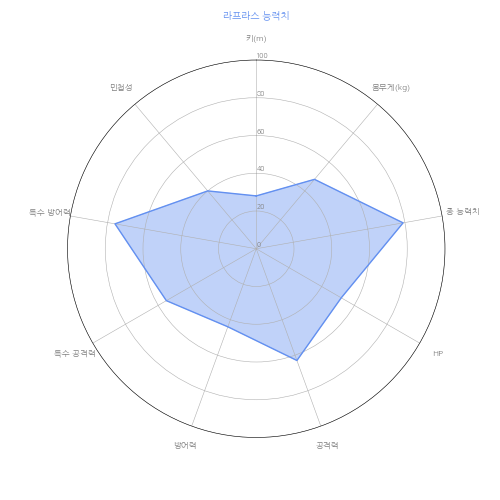 라프라스 능력치
키(m)
100
민첩성
몸무게(kg)
80
60
40
특수 방어력
총 능력치
20
0
특수 공격력
HP
방어력
공격력